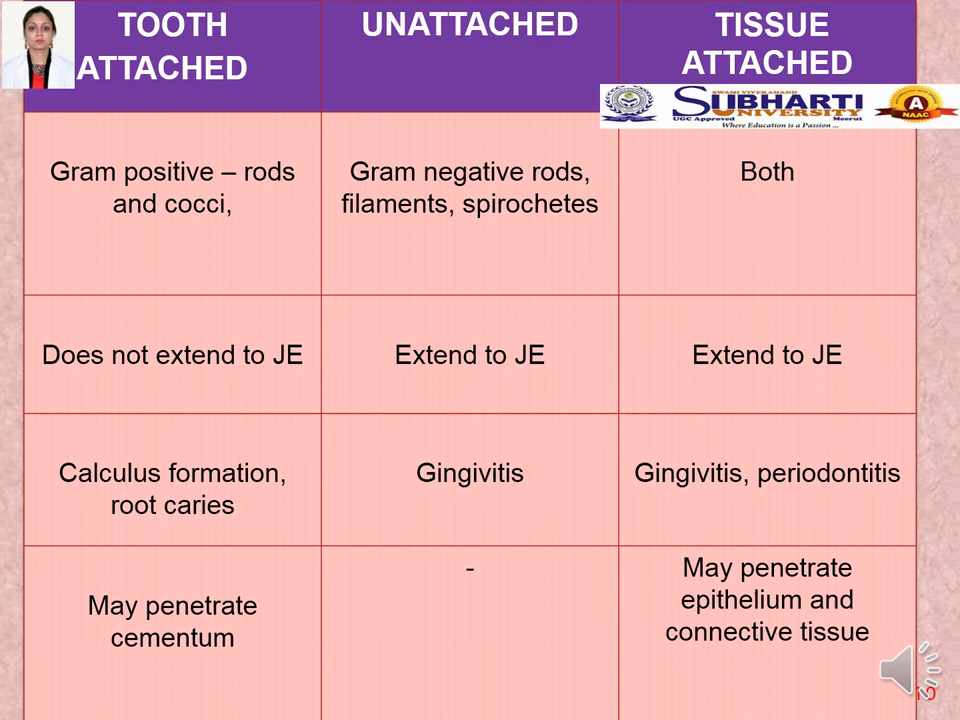 TOOTH
ATTACHED
UNATTACHED
TISSUE
ATTACHED
SWAMI VIVEKANAND
SUBHARTI
UNIVERSITY
UGC Approved
Meerut
Where Education is a Passion ...
A
NAAC
Gram positive – rods
and cocci,
Gram negative rods,
filaments, spirochetes
Both
Does not extend to JE
Extend to JE
Extend to JE
Calculus formation,
root caries
Gingivitis
Gingivitis, periodontitis
May penetrate
cementum
-
May penetrate
epithelium and
connective tissue